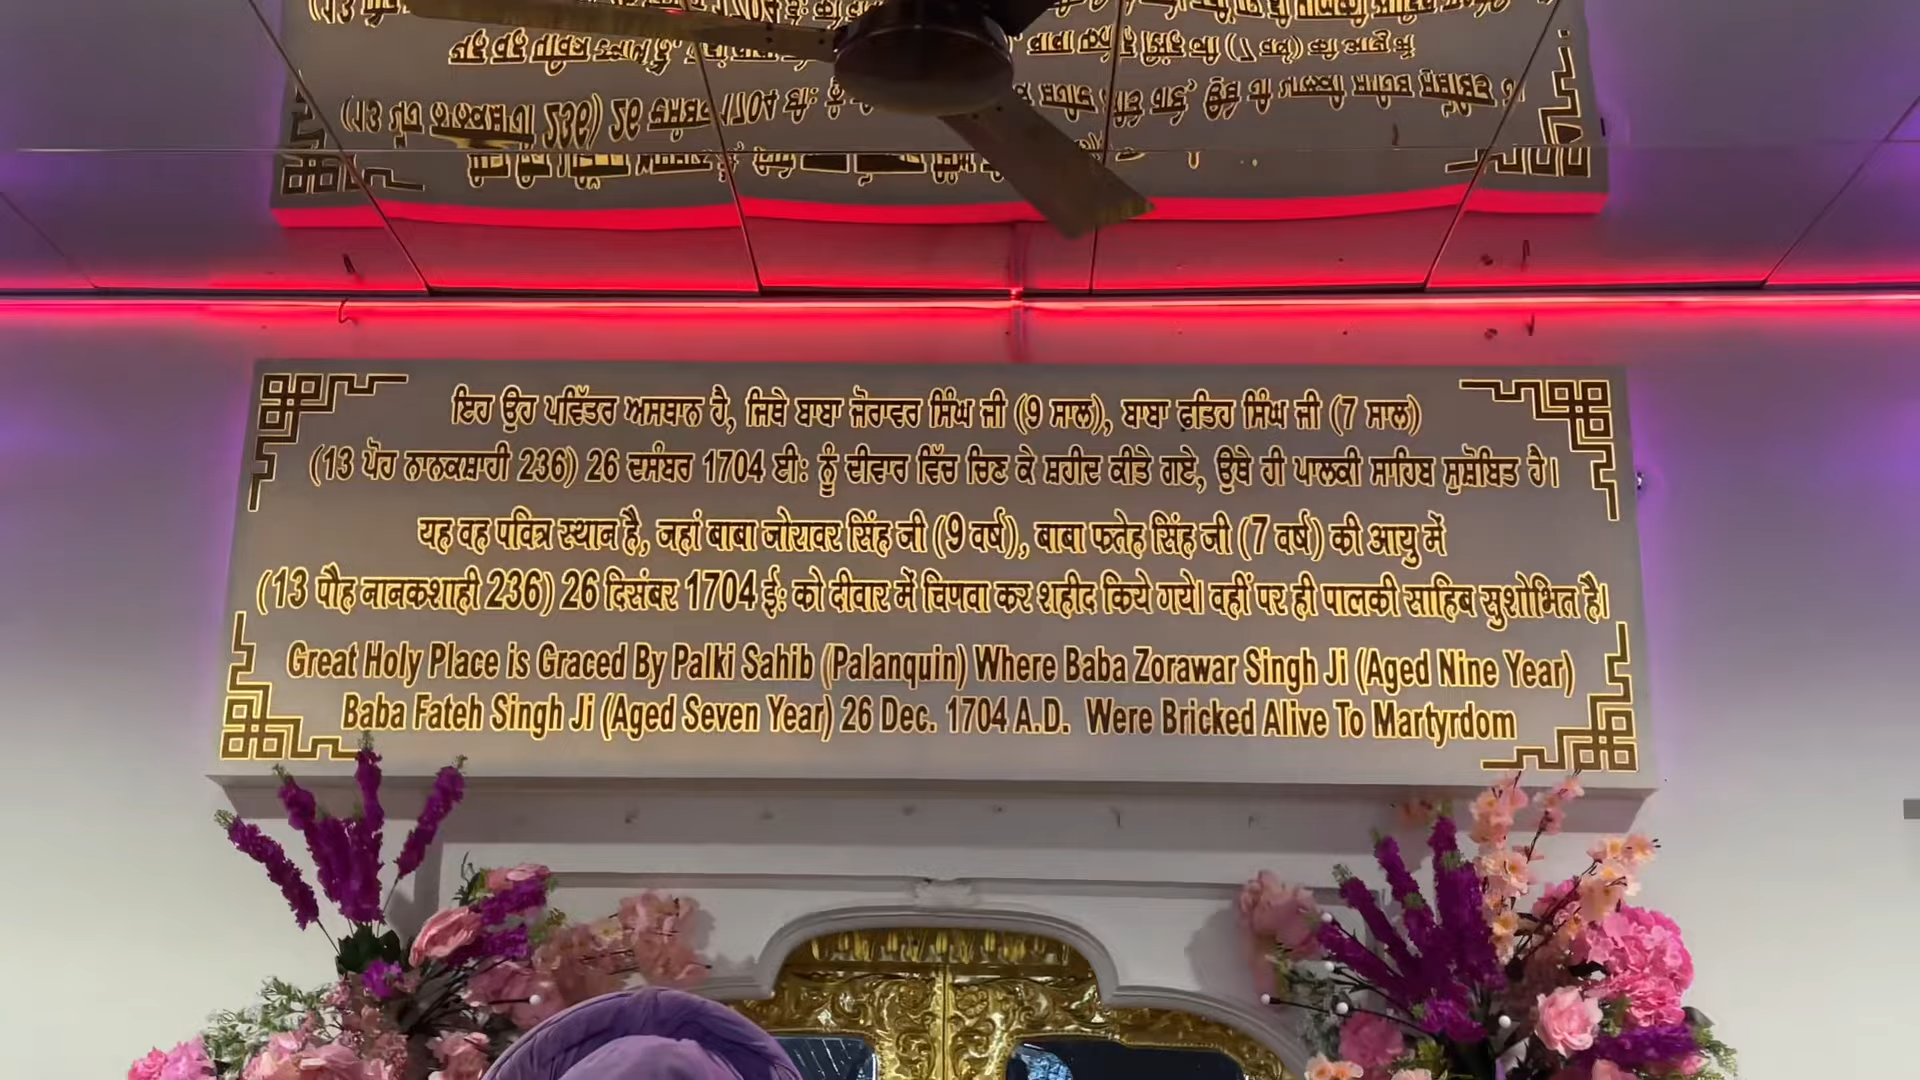 ਇਹ ਉਹ ਪਵਿੱਤਰ ਅਸਥਾਨ ਹੈ, ਜਿਥੇ ਬਾਬਾ ਜੋਰਾਵਰ ਸਿੰਘ ਜੀ (9 ਸਾਲ), ਬਾਬਾ ਫਤਿਹ ਸਿੰਘ ਜੀ (7 ਸਾਲ)
(13 ਪੋਹ ਨਾਨਕਸ਼ਾਹੀ 236) 26 ਦਸੰਬਰ 1704 ਈ: ਨੂੰ ਦੀਵਾਰ ਵਿੱਚ ਚਿਣ ਕੇ ਸ਼ਹੀਦ ਕੀਤੇ ਗਏ, ਉਥੇ ਹੀ ਪਾਲਕੀ ਸਾਹਿਬ ਸੁਸ਼ੋਬਿਤ ਹੈ।
यह वह पवित्र स्थान है, जहां बाबा जोरावर सिंह जी (9 वर्ष), बाबा फतेह सिंह जी (7 वर्ष) की आयु में
(13 पौह नानकशाही 236) 26 दिसंबर 1704 ई: को दीवार में चिणवा कर शहीद किये गये। वहीं पर ही पालकी साहिब सुशोभित है।
Great Holy Place is Graced By Palki Sahib (Palanquin) Where Baba Zorawar Singh Ji (Aged Nine Year)
Baba Fateh Singh Ji (Aged Seven Year) 26 Dec. 1704 A.D. Were Bricked Alive To Martyrdom